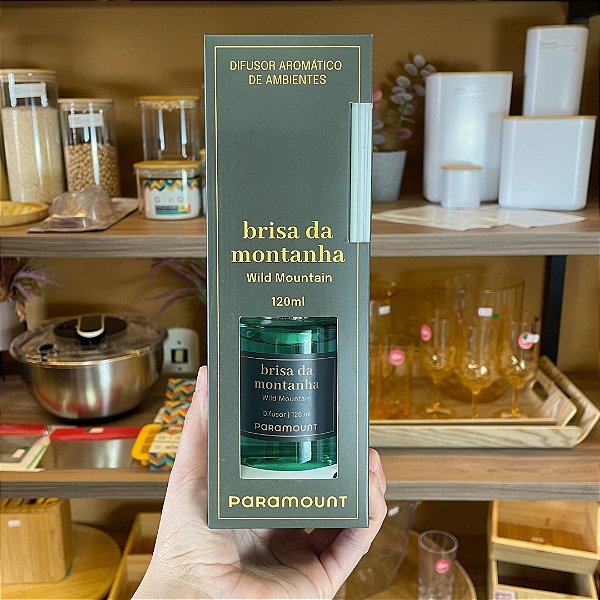 DIFUSOR AROMÁTICO
DE AMBIENTES
brisa da
montanha
Wild Mountain
120ml
brisa da
montanha
Wild Mountain
Difusor | 120 ml
PARAMOUNT
PARAMOUNT